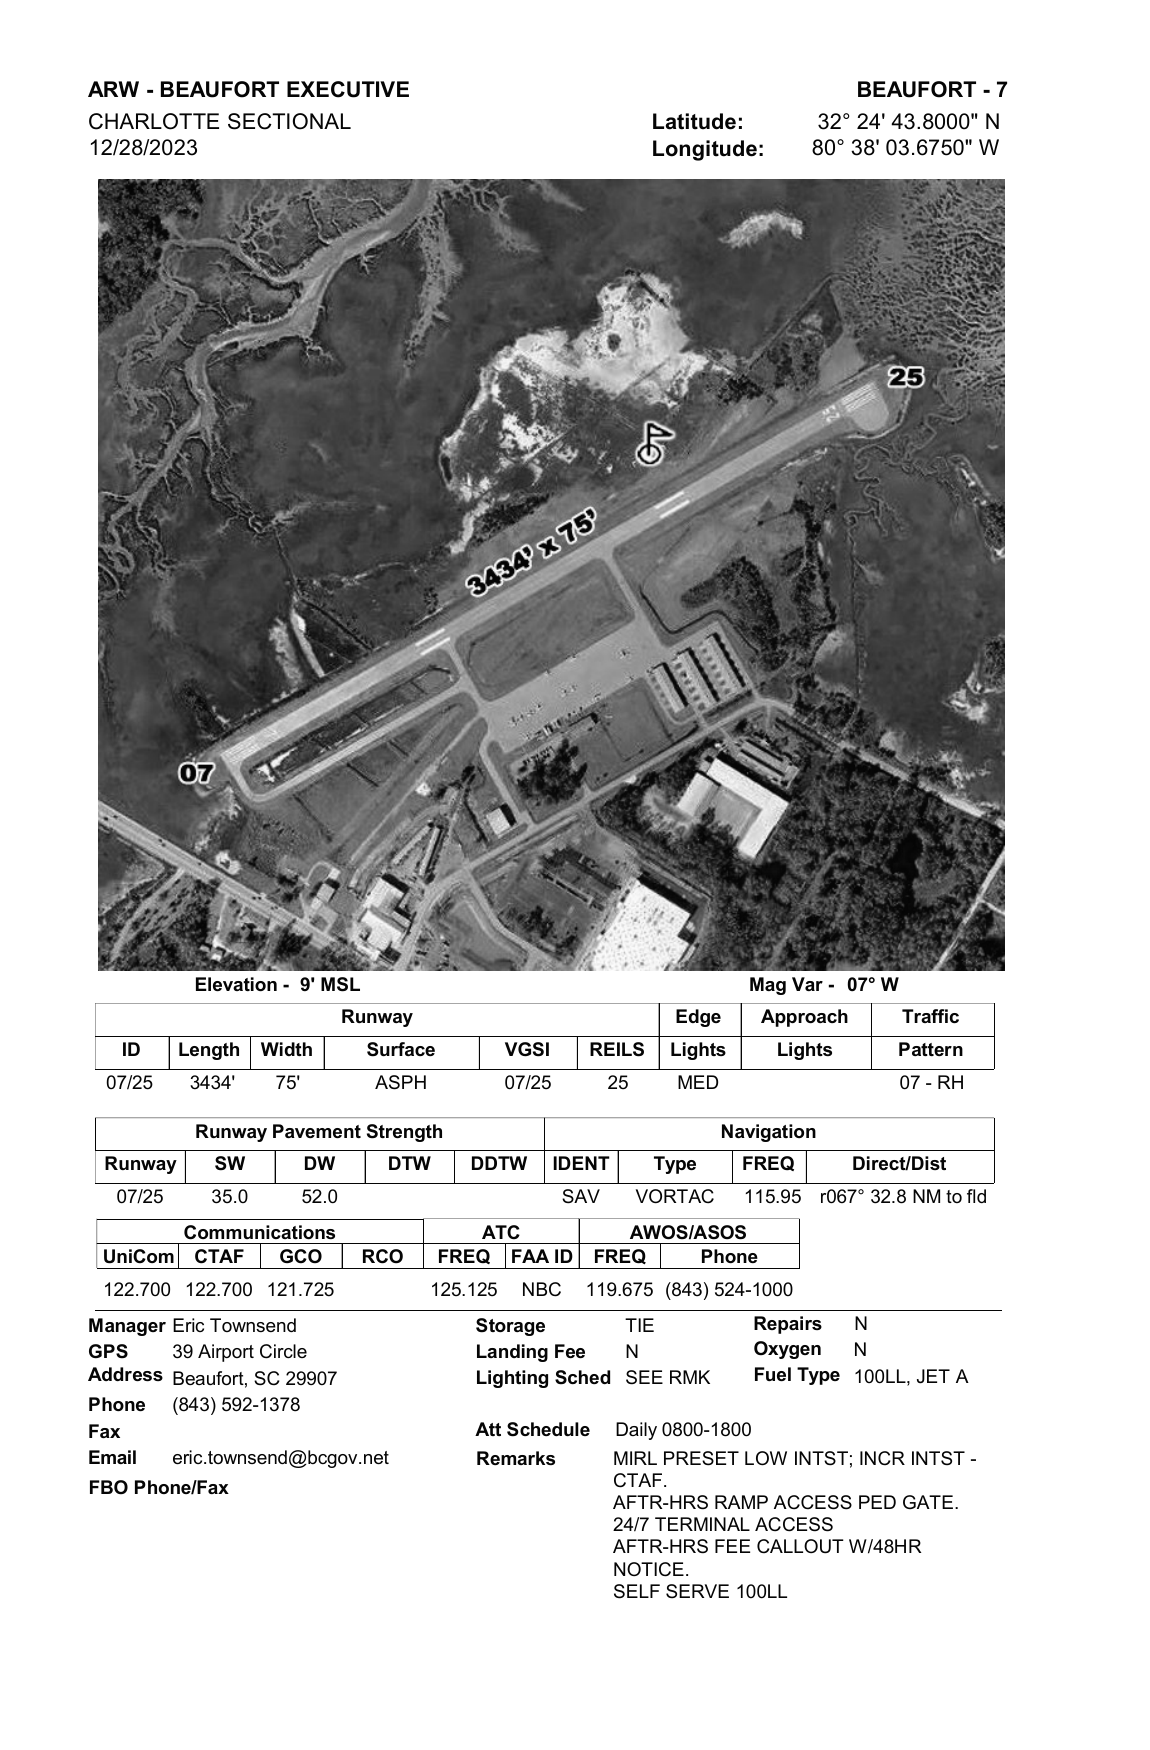 ARW - BEAUFORT EXECUTIVE BEAUFORT - 7
CHARLOTTE SECTIONAL Latitude: 32° 24' 43.8000" N
12/28/2023 Longitude: 80° 38' 03.6750" W
25
3434' x 75'
07
25
Elevation - 9' MSL Mag Var - 07° W
Runway Edge Approach Traffic
ID Length Width Surface VGSI REILS Lights Lights Pattern
07/25 3434' 75' ASPH 07/25 25 MED 07 - RH
Runway Pavement Strength Navigation
Runway SW DW DTW DDTW IDENT Type FREQ Direct/Dist
07/25 35.0 52.0 SAV VORTAC 115.95 r067° 32.8 NM to fld
Communications ATC AWOS/ASOS
UniCom CTAF GCO RCO FREQ FAA ID FREQ Phone
122.700 122.700 121.725 125.125 NBC 119.675 (843) 524-1000
Manager Eric Townsend Storage TIE Repairs N
GPS 39 Airport Circle Landing Fee N Oxygen N
Address Beaufort, SC 29907 Lighting Sched SEE RMK Fuel Type 100LL, JET A
Phone (843) 592-1378
Fax Att Schedule Daily 0800-1800
Email eric.townsend@bcgov.net Remarks MIRL PRESET LOW INTST; INCR INTST -
CTAF.
FBO Phone/Fax
AFTR-HRS RAMP ACCESS PED GATE.
24/7 TERMINAL ACCESS
AFTR-HRS FEE CALLOUT W/48HR
NOTICE.
SELF SERVE 100LL